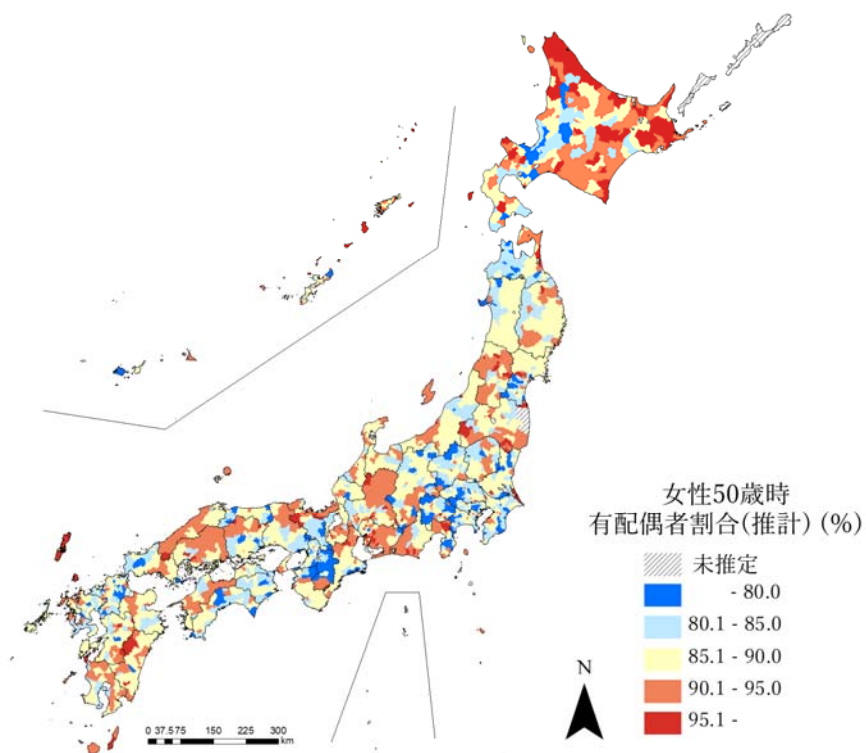 女性50歳時
有配偶者割合(推計) (%)
未推定
- 80.0
80.1 - 85.0
85.1 - 90.0
90.1 - 95.0
95.1 -
N
0 37.575 150 225 300
km